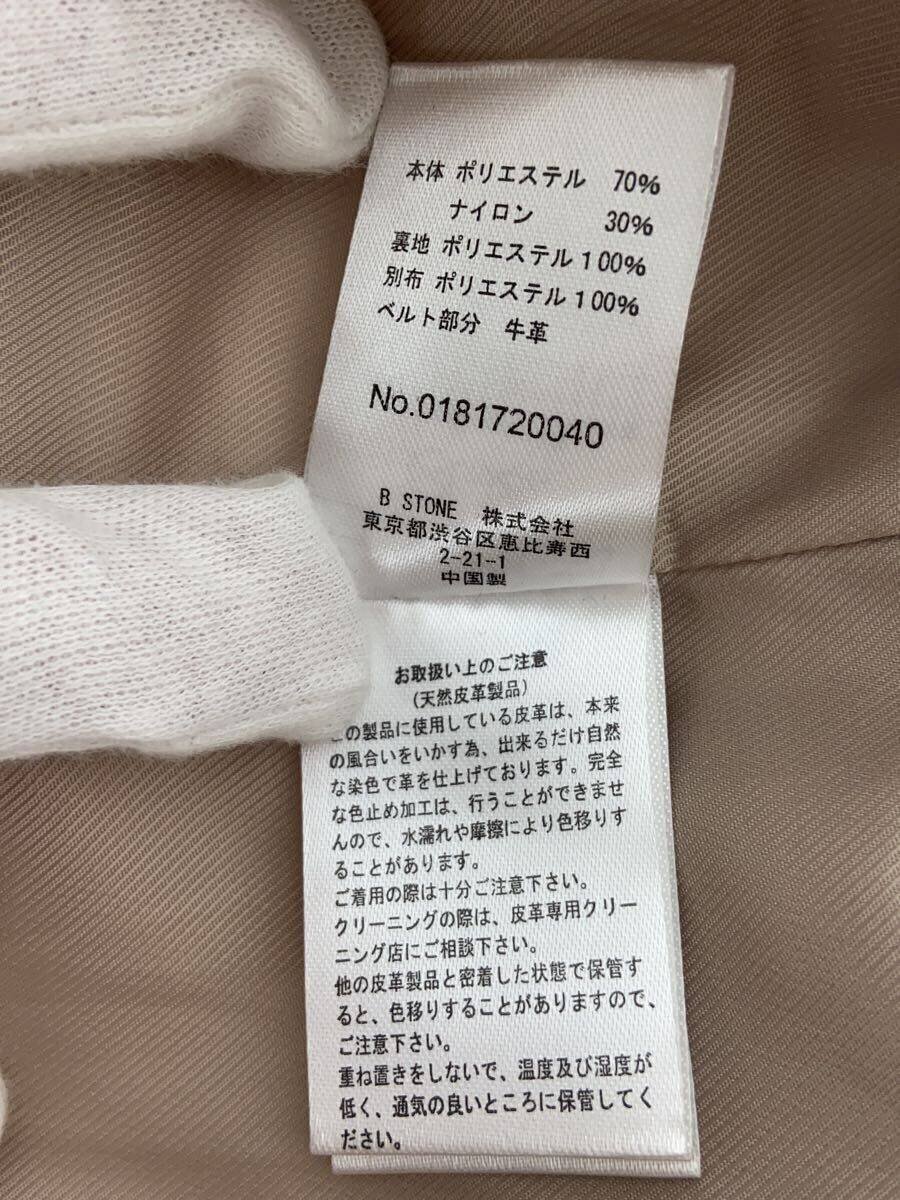 本体 ポリエステル 70%
ナイロン 30%
裏地 ポリエステル 100%
別布 ポリエステル 100%
ベルト部分 牛革
No.0181720040
B STONE 株式会社
東京都渋谷区恵比寿西
2-21-1
中国製
お取扱い上のご注意
(天然皮革製品)
この製品に使用している皮革は、本来
の風合いをいかす為、出来るだけ自然
な染色で革を仕上げております。完全
な色止め加工は、行うことができませ
んので、水濡れや摩擦により色移りす
ることがあります。
ご着用の際は十分ご注意下さい。
クリーニングの際は、皮革専用クリー
ニング店にご相談下さい。
他の皮革製品と密着した状態で保管す
ると、色移りすることがありますので、
ご注意下さい。
重ね置きをしないで、温度及び湿度が
低く、通気の良いところに保管してく
ださい。